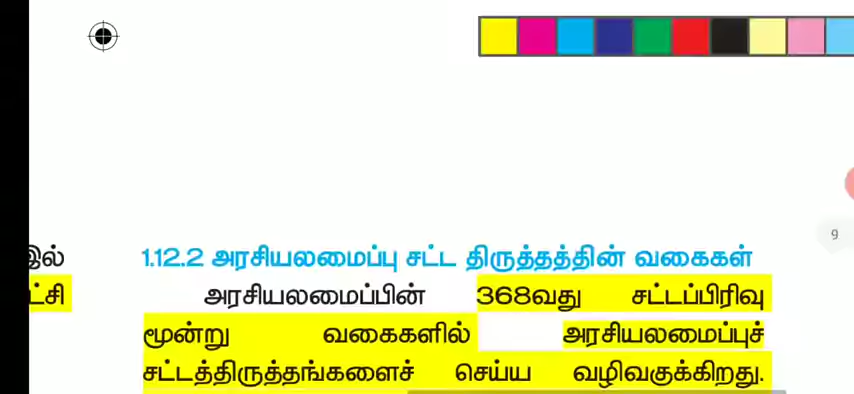 இல்
ட்சி
9
1.12.2 அரசியலமைப்பு சட்ட திருத்தத்தின் வகைகள்
அரசியலமைப்பின் 368வது சட்டப்பிரிவு
மூன்று வகைகளில் அரசியலமைப்புச்
சட்டத்திருத்தங்களைச் செய்ய வழிவகுக்கிறது.